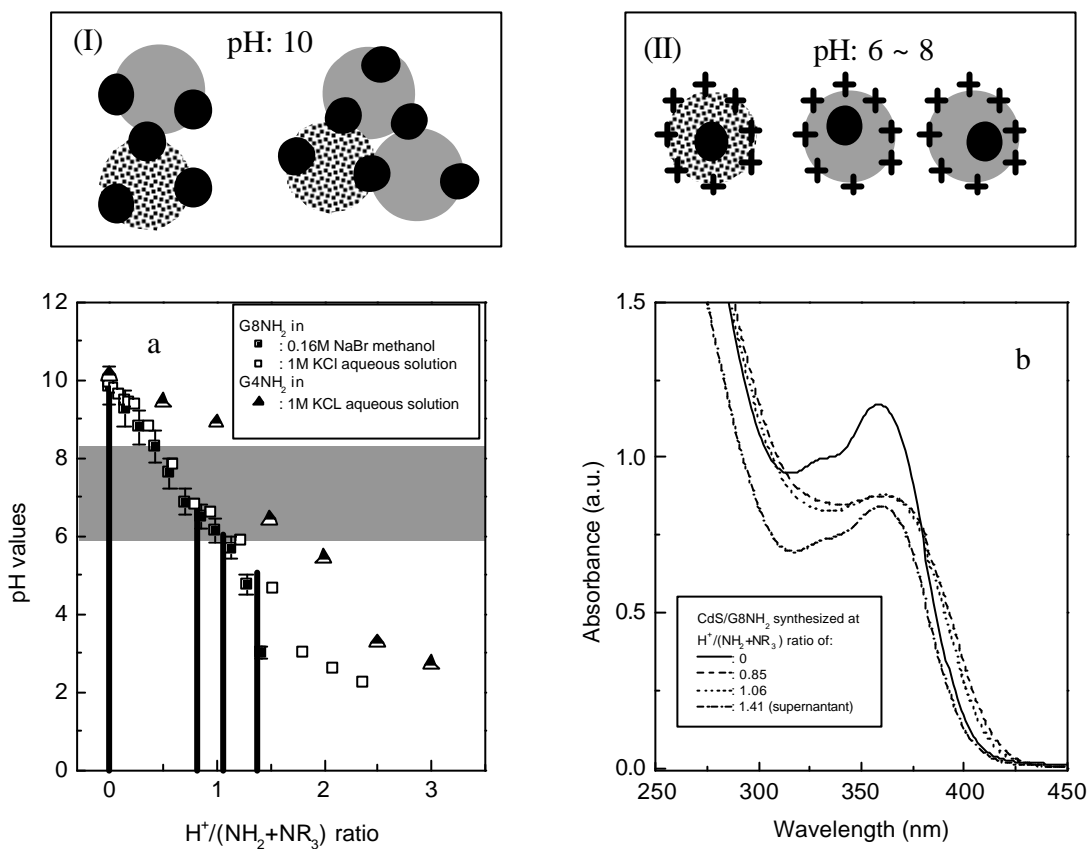 (I) pH: 10
(II) pH: 6 ~ 8
a
G8NH2 in
: 0.16M NaBr methanol
: 1M KCl aqueous solution
G4NH2 in
: 1M KCL aqueous solution
12
10
8
6
4
2
0
pH values
0 1 2 3
H+/(NH2+NR3) ratio
b
CdS/G8NH2 synthesized at
H+/(NH2+NR3) ratio of:
: 0
: 0.85
: 1.06
: 1.41 (supernantant)
1.5
1.0
0.5
0.0
Absorbance (a.u.)
250 300 350 400 450
Wavelength (nm)